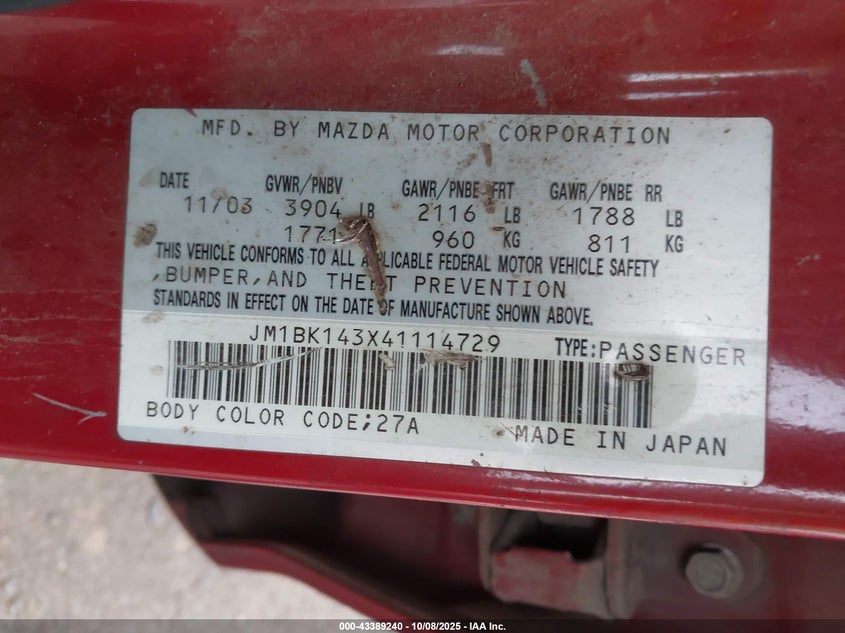 MFD. BY MAZDA MOTOR CORPORATION
DATE GVWR/PNBV GAWR/PNBE FRT GAWR/PNBE RR
11/03 3904 LB 2116 LB 1788 LB
1771 960 KG 811 KG
THIS VEHICLE CONFORMS TO ALL APPLICABLE FEDERAL MOTOR VEHICLE SAFETY
,BUMPER,AND THEFT PREVENTION
STANDARDS IN EFFECT ON THE DATE OF MANUFACTURE SHOWN ABOVE.
JM1BK143X41114729 TYPE:PASSENGER
BODY COLOR CODE;27A
MADE IN JAPAN
000-43389240 - 10/08/2025 - IAA Inc.